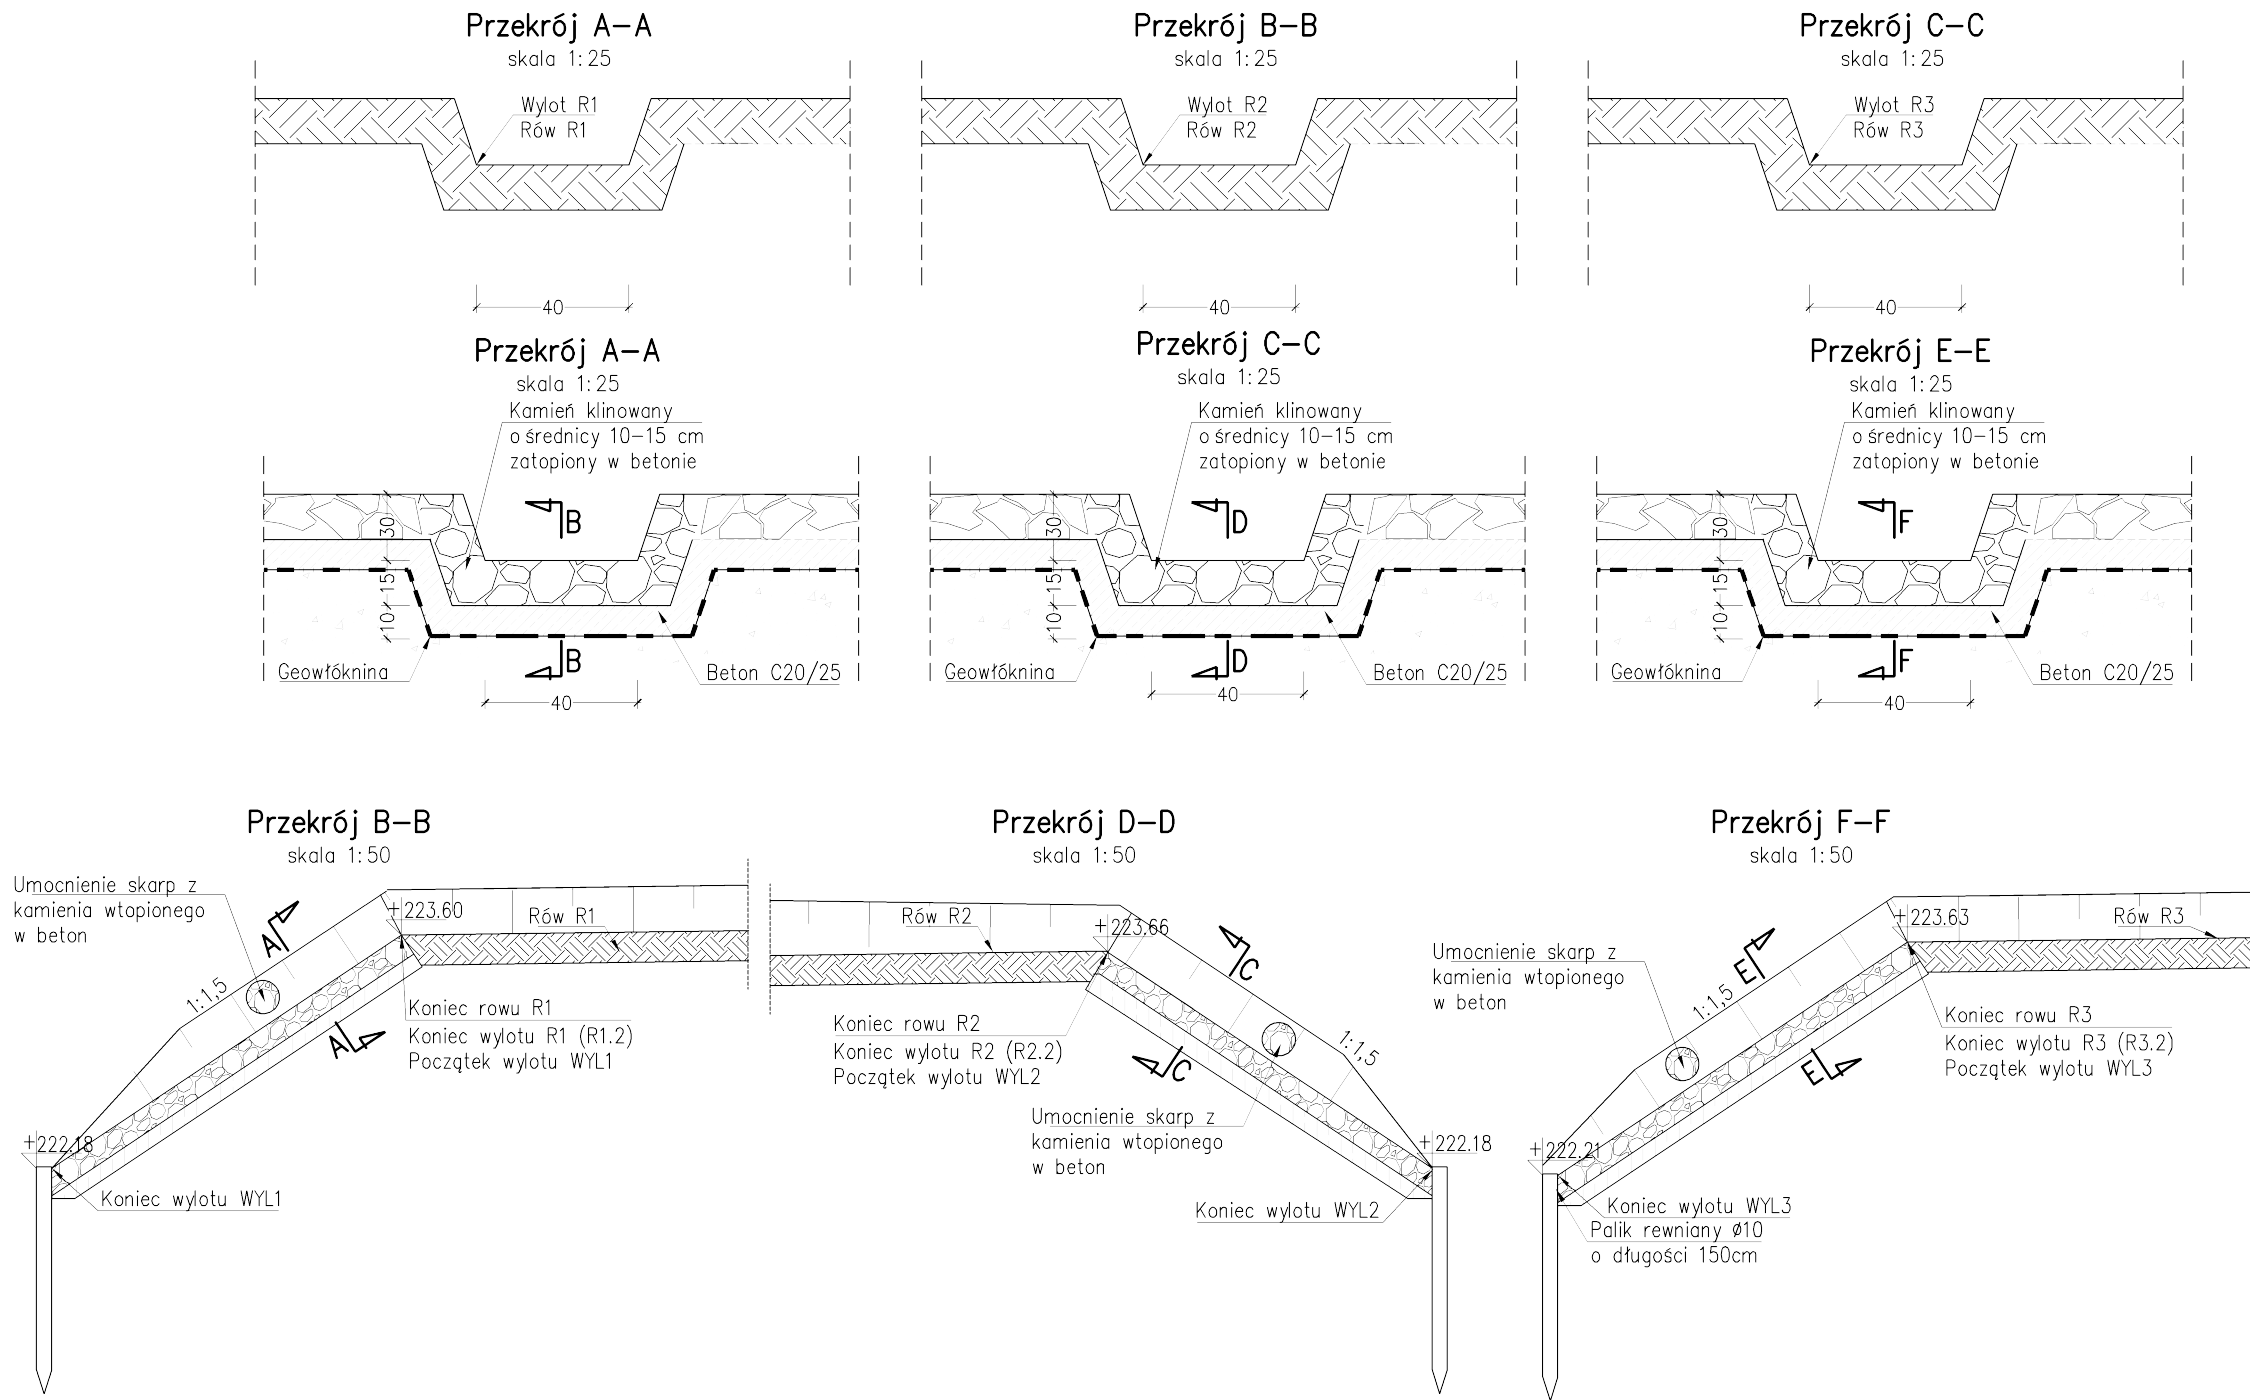 Przekrój A-A
skala 1:25
Wylot R1
Rów R1
40
Przekrój B-B
skala 1:25
Wylot R2
Rów R2
40
Przekrój C-C
skala 1:25
Wylot R3
Rów R3
40
Przekrój A-A
skala 1:25
Kamień klinowany
o średnicy 10-15 cm
zatopiony w betonie
30
15
10
B
B
Geowłóknina
Beton C20/25
40
Przekrój C-C
skala 1:25
Kamień klinowany
o średnicy 10-15 cm
zatopiony w betonie
30
15
10
D
D
Geowłóknina
Beton C20/25
40
Przekrój E-E
skala 1:25
Kamień klinowany
o średnicy 10-15 cm
zatopiony w betonie
30
15
10
F
F
Geowłóknina
Beton C20/25
40
Przekrój B-B
skala 1:50
Umocnienie skarp z
kamienia wtopionego
w beton
A
1:1,5
+223.60
Rów R1
Koniec rowu R1
Koniec wylotu R1 (R1.2)
Początek wylotu WYL1
A
+222.18
Koniec wylotu WYL1
Przekrój D-D
skala 1:50
Rów R2
+223.66
C
1:1,5
Koniec rowu R2
Koniec wylotu R2 (R2.2)
Początek wylotu WYL2
C
Umocnienie skarp z
kamienia wtopionego
w beton
+222.18
Koniec wylotu WYL2
Przekrój F-F
skala 1:50
Umocnienie skarp z
kamienia wtopionego
w beton
E
1:1,5
+223.63
Rów R3
Koniec rowu R3
Koniec wylotu R3 (R3.2)
Początek wylotu WYL3
E
+222.21
Koniec wylotu WYL3
Palik rewniany Ø10
o długości 150cm